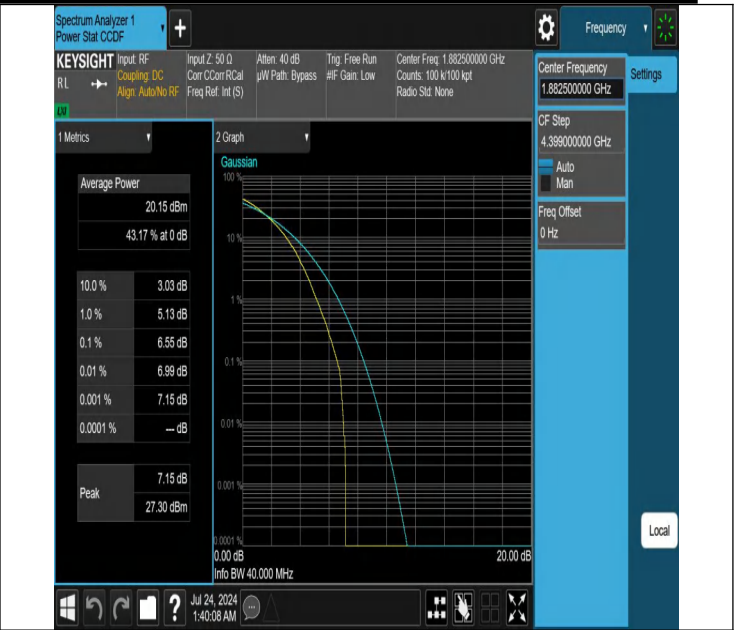 Spectrum Analyzer 1
Power Stat CCDF
+
Frequency
KEYSIGHT
RL
LXI
Input: RF
Coupling: DC
Align: Auto/No RF
Input Z: 50 Ω
Corr CCorr RCal
Freq Ref: Int (S)
Atten: 40 dB
µW Path: Bypass
Trig: Free Run
#IF Gain: Low
Center Freq: 1.882500000 GHz
Counts: 100 k/100 kpt
Radio Std: None
Center Frequency
1.882500000 GHz
Settings
CF Step
4.399000000 GHz
Auto
Man
Freq Offset
0 Hz
1 Metrics
Average Power
20.15 dBm
43.17 % at 0 dB
10.0 % 3.03 dB
1.0 % 5.13 dB
0.1 % 6.55 dB
0.01 % 6.99 dB
0.001 % 7.15 dB
0.0001 % --- dB
Peak
7.15 dB
27.30 dBm
2 Graph
Gaussian
100 %
10 %
1 %
0.1 %
0.01 %
0.001 %
0.0001 %
0.00 dB 20.00 dB
Info BW 40.000 MHz
Local
?
Jul 24, 2024
1:40:08 AM